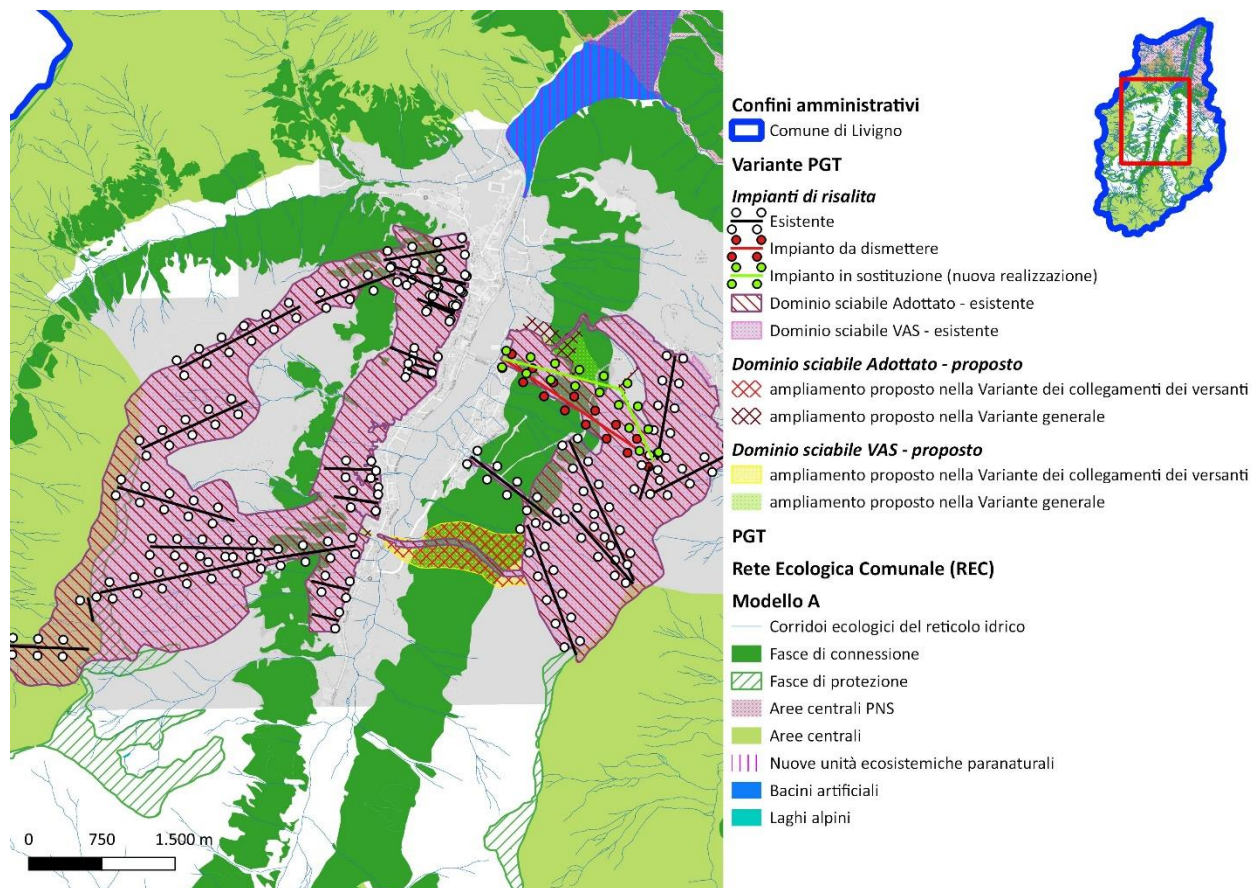 Confini amministrativi
Comune di Livigno
Variante PGT
Impianti di risalita
Esistente
Impianto da dismettere
Impianto in sostituzione (nuova realizzazione)
Dominio sciabile Adottato - esistente
Dominio sciabile VAS - esistente
Dominio sciabile Adottato - proposto
ampliamento proposto nella Variante dei collegamenti dei versanti
ampliamento proposto nella Variante generale
Dominio sciabile VAS - proposto
ampliamento proposto nella Variante dei collegamenti dei versanti
ampliamento proposto nella Variante generale
PGT
Rete Ecologica Comunale (REC)
Modello A
Corridoi ecologici del reticolo idrico
Fasce di connessione
Fasce di protezione
Aree centrali PNS
Aree centrali
Nuove unità ecosistemiche paranaturali
Bacini artificiali
Laghi alpini
0 750 1.500 m